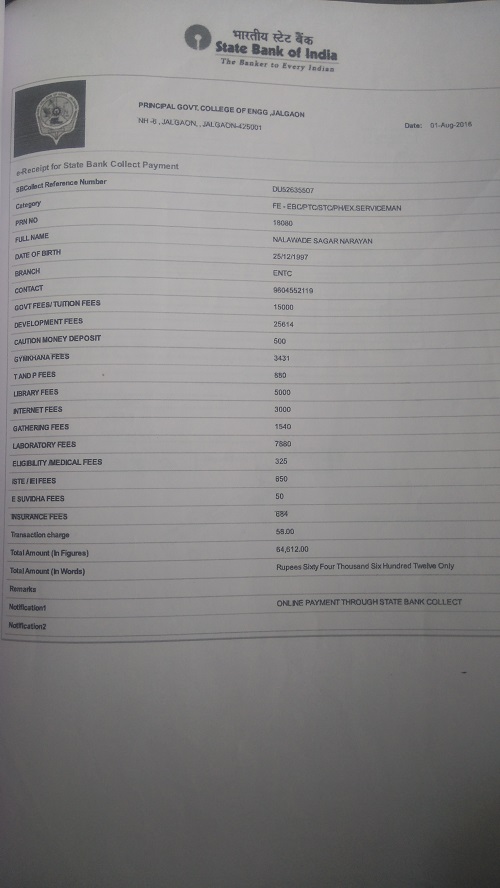 भारतीय स्टेट बैंक
State Bank of India
The Banker to Every Indian
PRINCIPAL GOVT, COLLEGE OF ENGG ,JALGAON
NH -6 , JALGAON, , JALGAON-425001
Date: 01-Aug-2016
e-Receipt for State Bank Collect Payment
SBCollect Reference Number DU52635507
Category FE - EBC/PTC/STC/PH/EX.SERVICEMAN
PRN NO 16080
FULL NAME NALAWADE SAGAR NARAYAN
DATE OF BIRTH 25/12/1997
BRANCH ENTC
CONTACT 9604552119
GOVT FEES/ TUITION FEES 15000
DEVELOPMENT FEES 25614
CAUTION MONEY DEPOSIT 500
GYMKHANA FEES 3431
T AND P FEES 880
LIBRARY FEES 5000
INTERNET FEES 3000
GATHERING FEES 1540
LABORATORY FEES 7880
ELIGIBILITY /MEDICAL FEES 325
ISTE / IEI FEES 650
E SUVIDHA FEES 50
INSURANCE FEES 684
Transaction charge 58.00
Total Amount (In Figures) 64,612.00
Total Amount (In Words) Rupees Sixty Four Thousand Six Hundred Twelve Only
Remarks
Notification1 ONLINE PAYMENT THROUGH STATE BANK COLLECT
Notification2